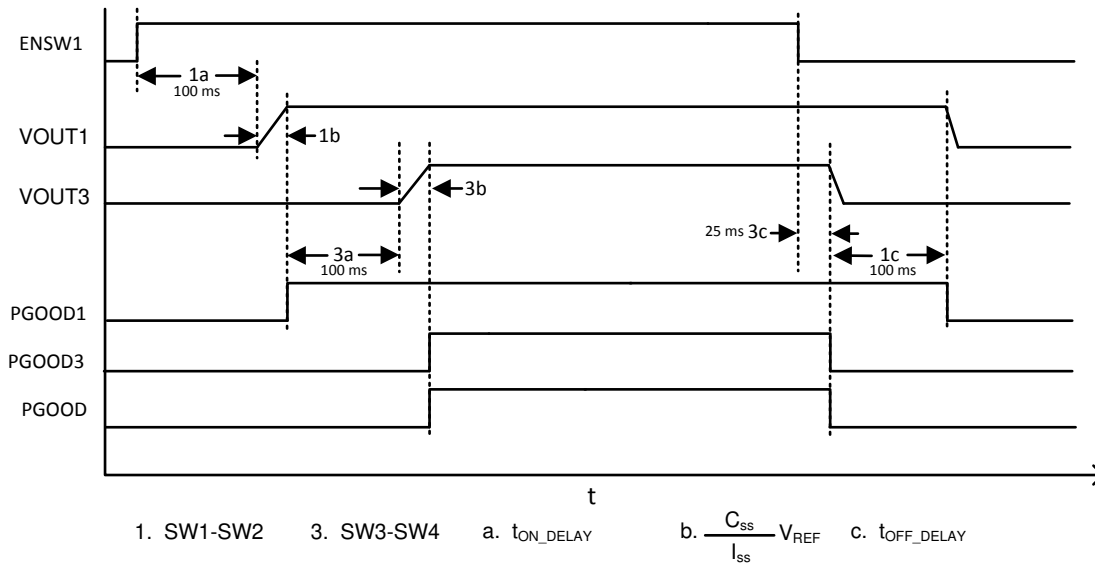 ENSW1
1a
100 ms
VOUT1
1b
VOUT3
3b
25 ms 3c
3a
100 ms
1c
100 ms
PGOOD1
PGOOD3
PGOOD
t
1. SW1-SW2 3. SW3-SW4 a. tON_DELAY b. Css/Iss VREF c. tOFF_DELAY